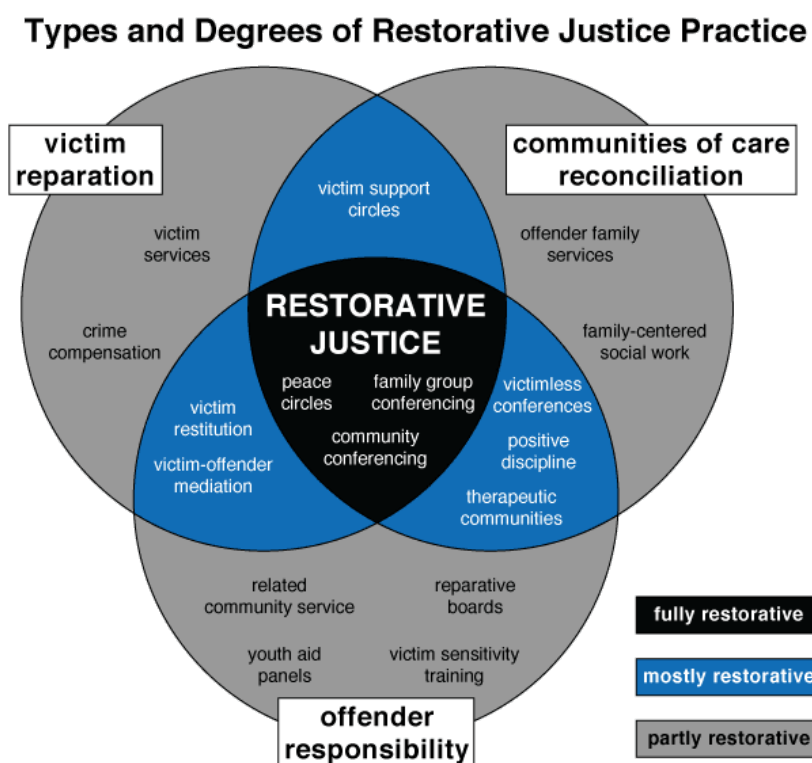 Types and Degrees of Restorative Justice Practice
victim
reparation
communities of care
reconciliation
victim support
circles
victim
services
offender family
services
crime
compensation
family-centered
social work
RESTORATIVE
JUSTICE
peace
circles
family group
conferencing
community
conferencing
victim
restitution
victim-offender
mediation
victimless
conferences
positive
discipline
therapeutic
communities
related
community service
reparative
boards
youth aid
panels
victim sensitivity
training
offender
responsibility
fully restorative
mostly restorative
partly restorative